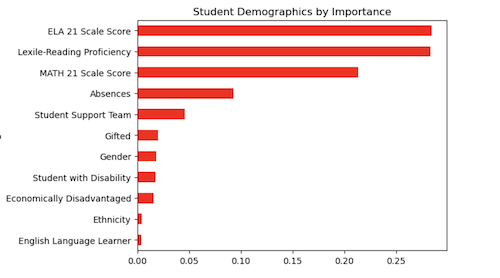 Student Demographics by Importance
ELA 21 Scale Score
Lexile-Reading Proficiency
MATH 21 Scale Score
Absences
Student Support Team
Gifted
Gender
Student with Disability
Economically Disadvantaged
Ethnicity
English Language Learner
0.00 0.05 0.10 0.15 0.20 0.25